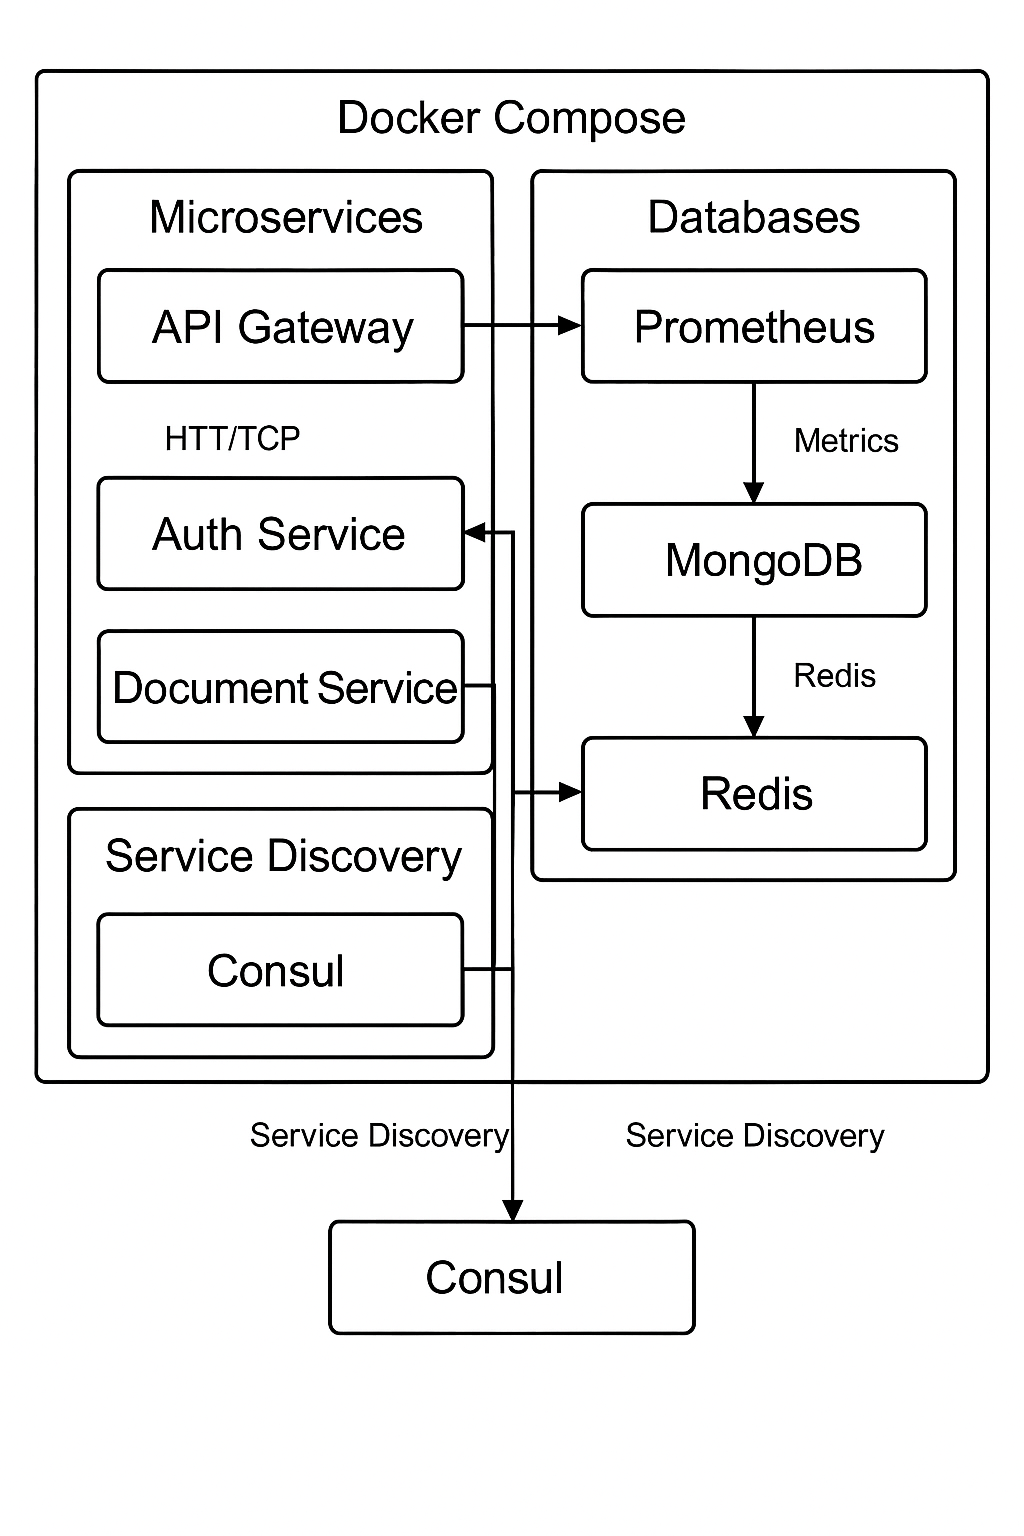 Docker Compose
Microservices
API Gateway
HTT/TCP
Auth Service
Document Service
Service Discovery
Consul
Databases
Prometheus
Metrics
MongoDB
Redis
Redis
Service Discovery
Service Discovery
Consul